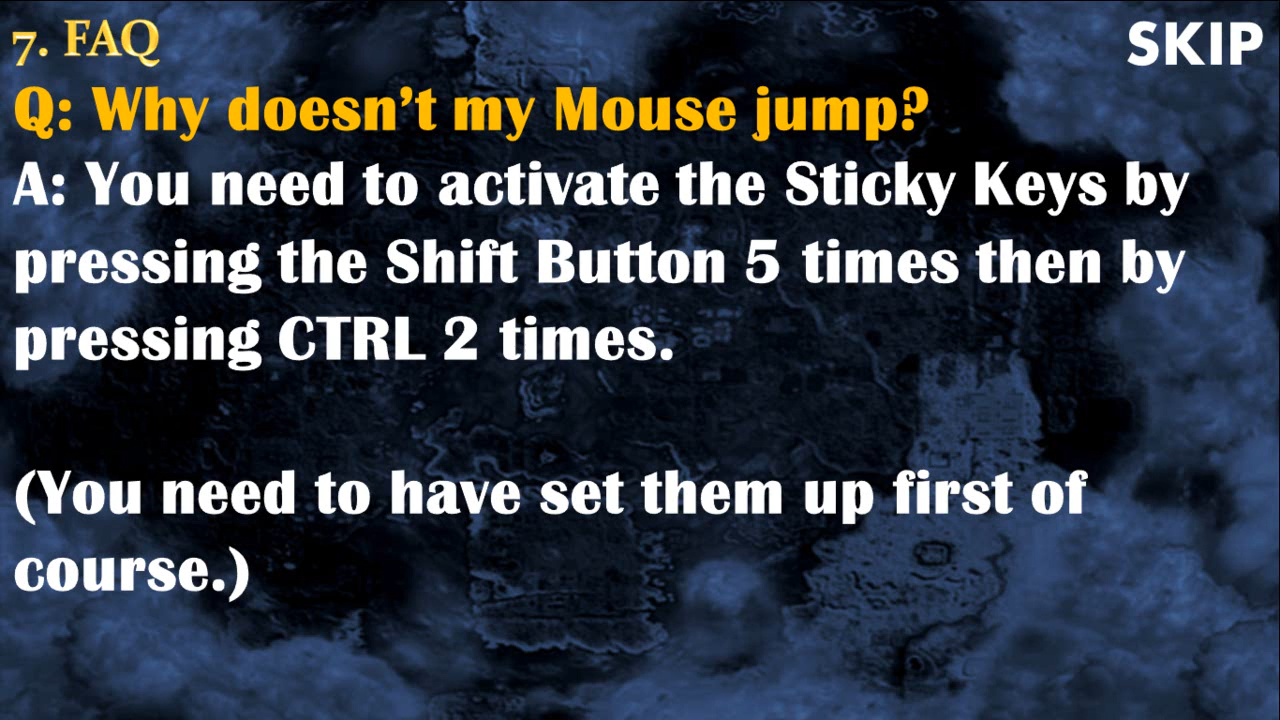 7. FAQ
SKIP
Q: Why doesn’t my Mouse jump?
A: You need to activate the Sticky Keys by
pressing the Shift Button 5 times then by
pressing CTRL 2 times.
(You need to have set them up first of
course.)